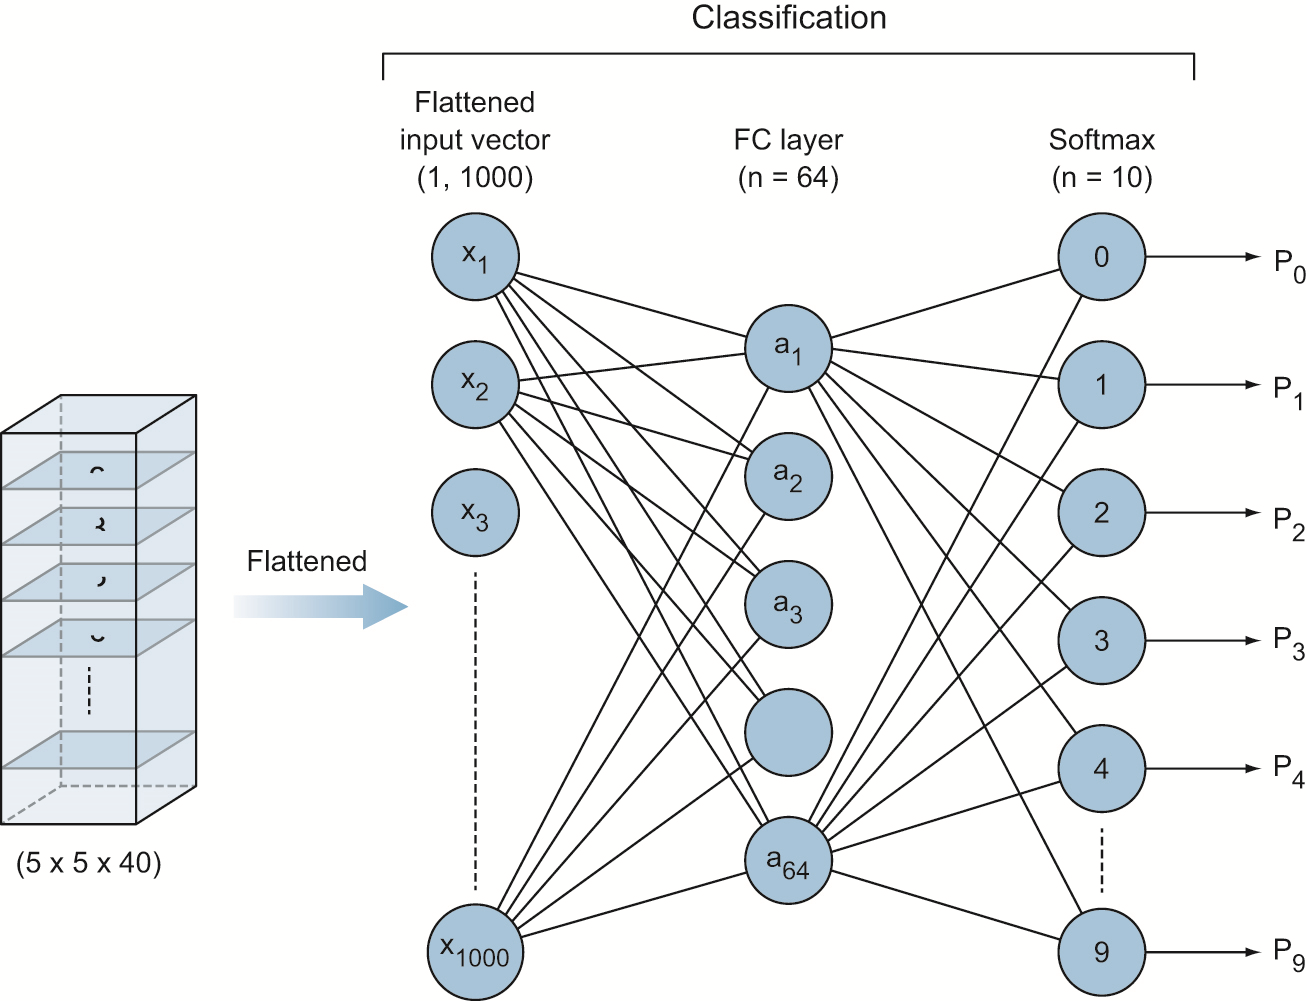 Classification
Flattened
input vector
(1, 1000)
FC layer
(n = 64)
Softmax
(n = 10)
x1
x2
x3
x1000
a1
a2
a3
a64
0
1
2
3
4
9
P0
P1
P2
P3
P4
P9
Flattened
(5 x 5 x 40)